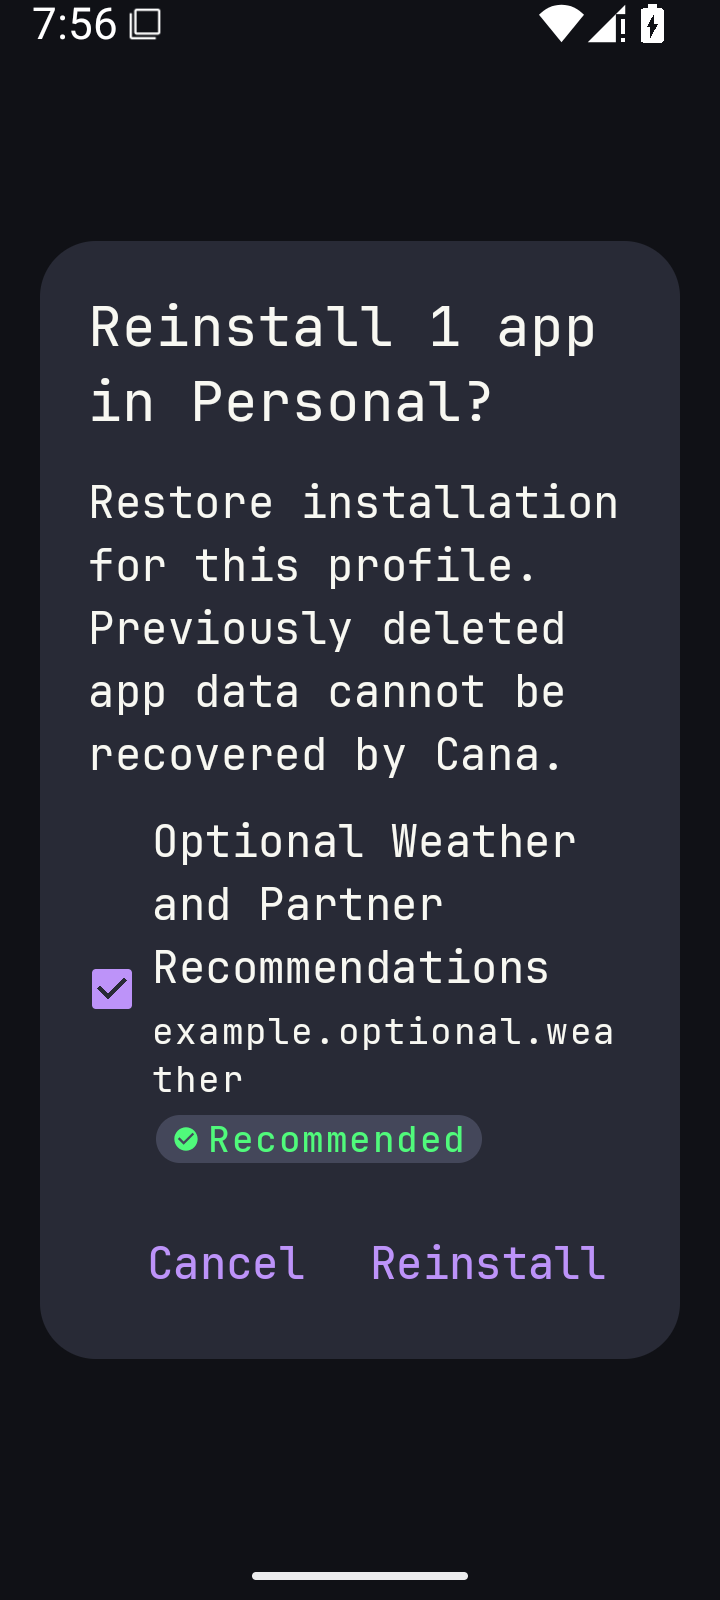 7:56
Reinstall 1 app
in Personal?
Restore installation
for this profile.
Previously deleted
app data cannot be
recovered by Cana.
Optional Weather
and Partner
Recommendations
example.optional.wea
ther
Recommended
Cancel Reinstall